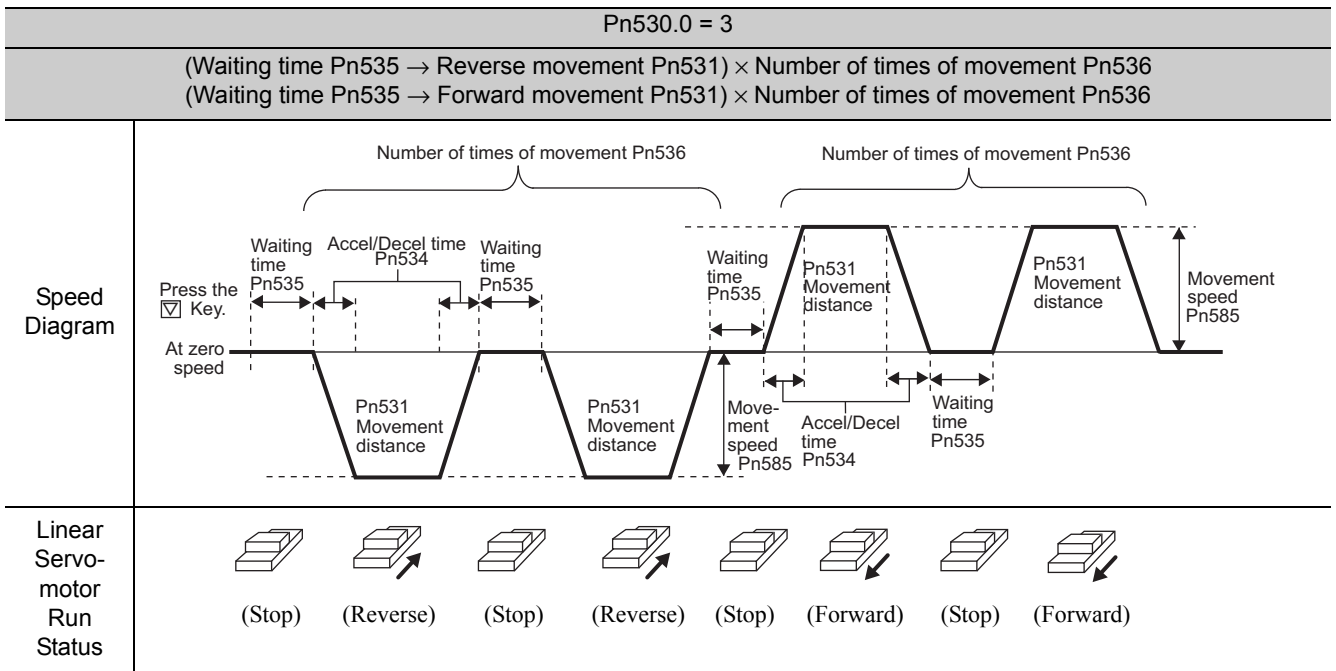 Pn530.0 = 3
(Waiting time Pn535 → Reverse movement Pn531) × Number of times of movement Pn536
(Waiting time Pn535 → Forward movement Pn531) × Number of times of movement Pn536
Speed
Diagram
Number of times of movement Pn536
Number of times of movement Pn536
Press the
▽ Key.
At zero
speed
Waiting
time
Pn535
Accel/Decel time
Pn534
Waiting
time
Pn535
Pn531
Movement
distance
Pn531
Movement
distance
Waiting
time
Pn535
Move-
ment
speed
Pn585
Pn531
Movement
distance
Accel/Decel
time
Pn534
Waiting
time
Pn535
Pn531
Movement
distance
Movement
speed
Pn585
Linear
Servo-
motor
Run
Status
(Stop) (Reverse) (Stop) (Reverse) (Stop) (Forward) (Stop) (Forward)